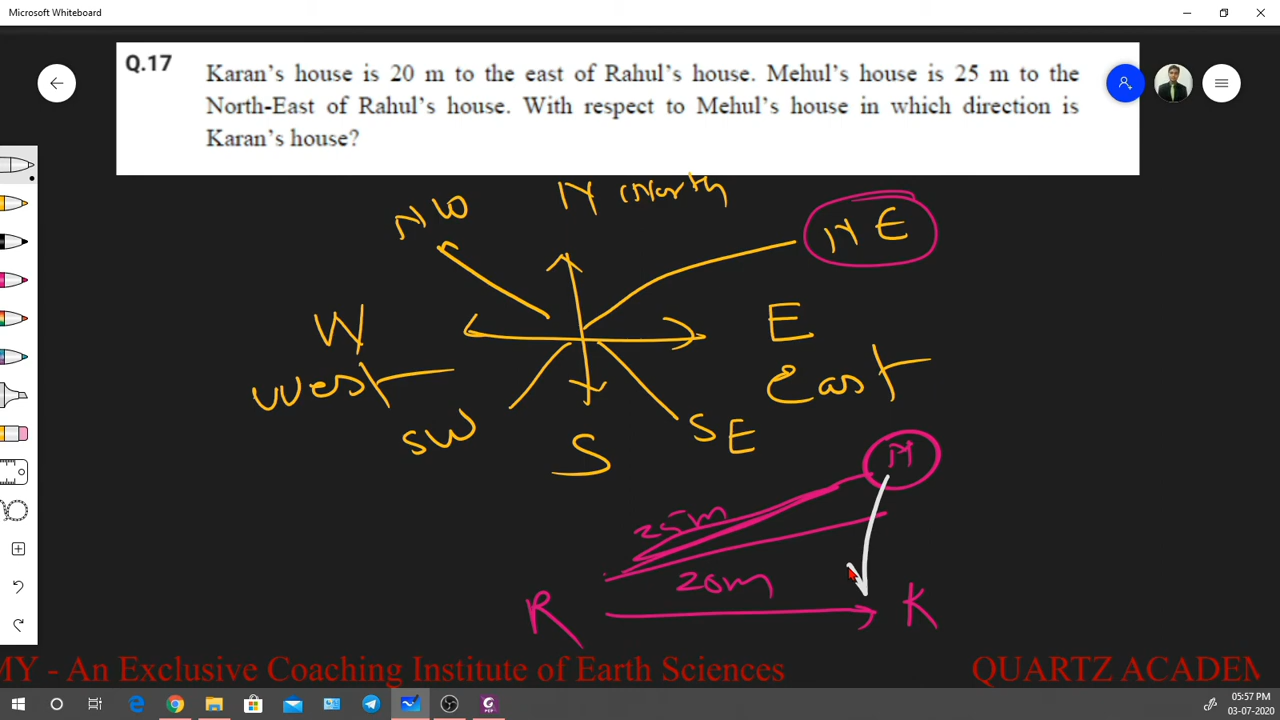 Microsoft Whiteboard
Q.17
Karan's house is 20 m to the east of Rahul's house. Mehul's house is 25 m to the
North-East of Rahul's house. With respect to Mehul's house in which direction is
Karan's house?
N (North
NW
N E
W
E
West
East
SW
S
SE
M
25m
20m
R
K
MY - An Exclusive Coaching Institute of Earth Sciences
QUARTZ ACADEM
05:57 PM
03-07-2020